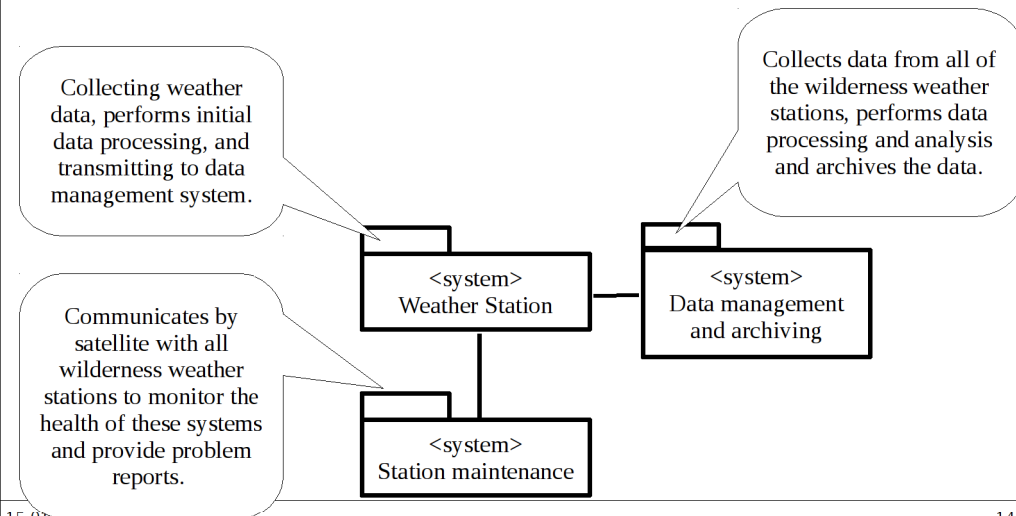 Collecting weather
data, performs initial
data processing, and
transmitting to data
management system.
Collects data from all of
the wilderness weather
stations, performs data
processing and analysis
and archives the data.
<system>
Weather Station
<system>
Data management
and archiving
Communicates by
satellite with all
wilderness weather
stations to monitor the
health of these systems
and provide problem
reports.
<system>
Station maintenance